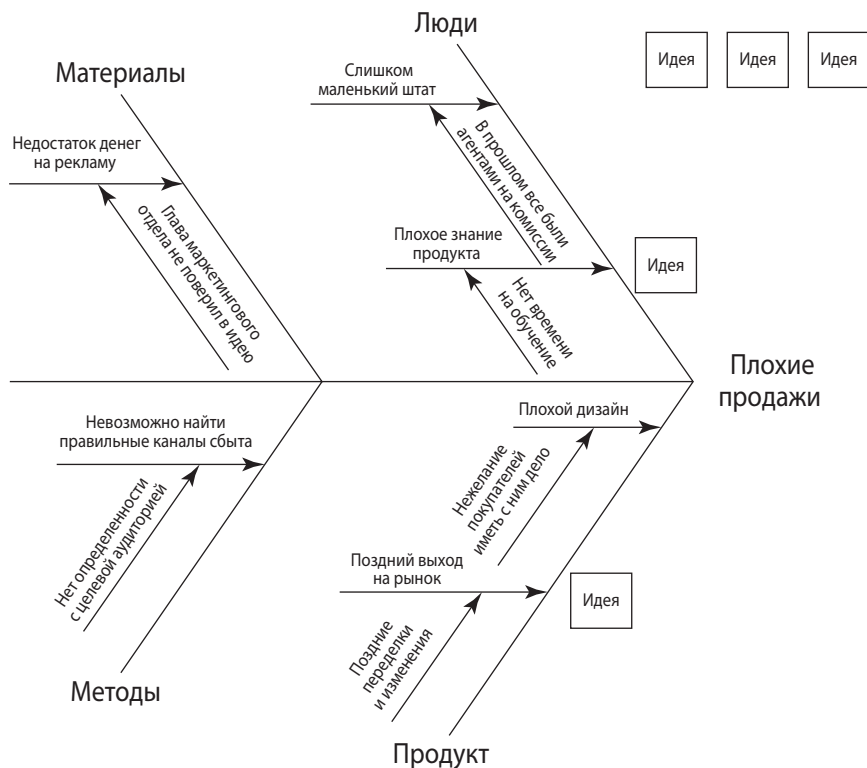 Люди
Идея
Идея
Идея
Материалы
Слишком
маленький штат
В прошлом все были
агентами на комиссии
Недостаток денег
на рекламу
Глава маркетингового
отдела не поверил в идею
Плохое знание
продукта
Идея
Нет времени
на обучение
Плохие
продажи
Невозможно найти
правильные каналы сбыта
Плохой дизайн
Нет определенности
с целевой аудиторией
Нежелание
покупателей
иметь с ним дело
Поздний выход
на рынок
Идея
Поздние
переделки
и изменения
Методы
Продукт